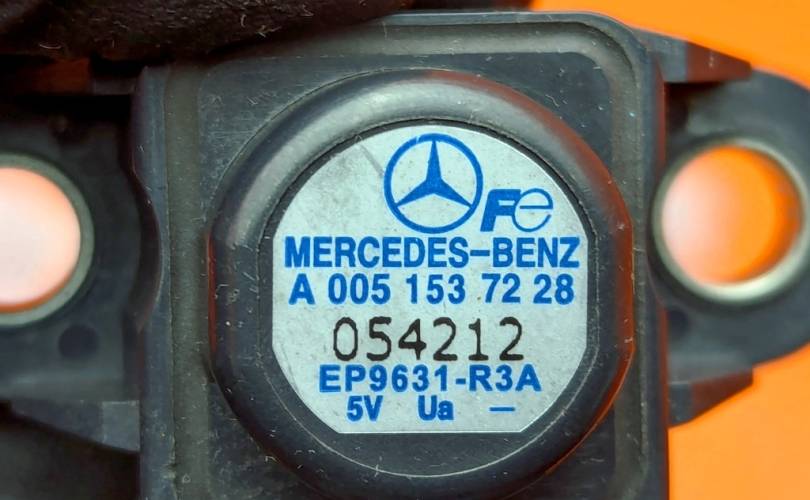 Fe
MERCEDES-BENZ
A 005 153 72 28
054212
EP9631-R3A
5V Ua —